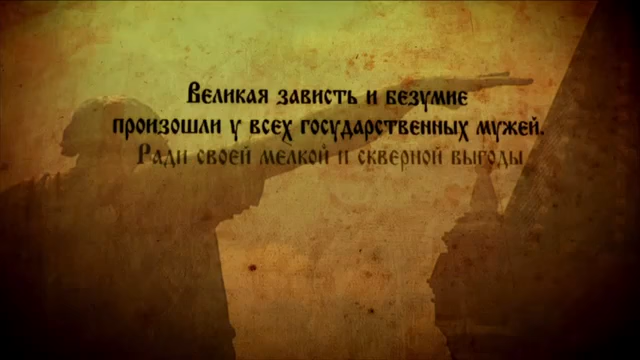 Великая зависть и безумие
произошли у всех государственных мужей.
Ради своей мелкой и скверной выгоды